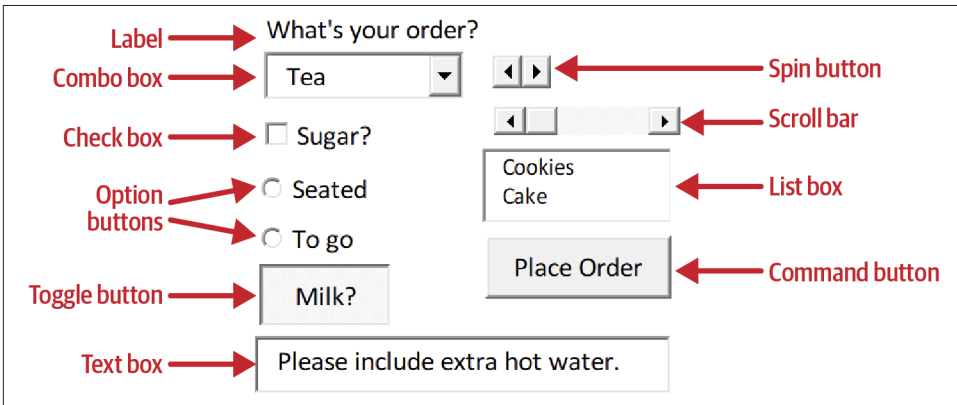 Label
What's your order?
Combo box
Tea
Spin button
Check box
Sugar?
Scroll bar
Option
buttons
Seated
To go
Cookies
Cake
List box
Toggle button
Milk?
Place Order
Command button
Text box
Please include extra hot water.